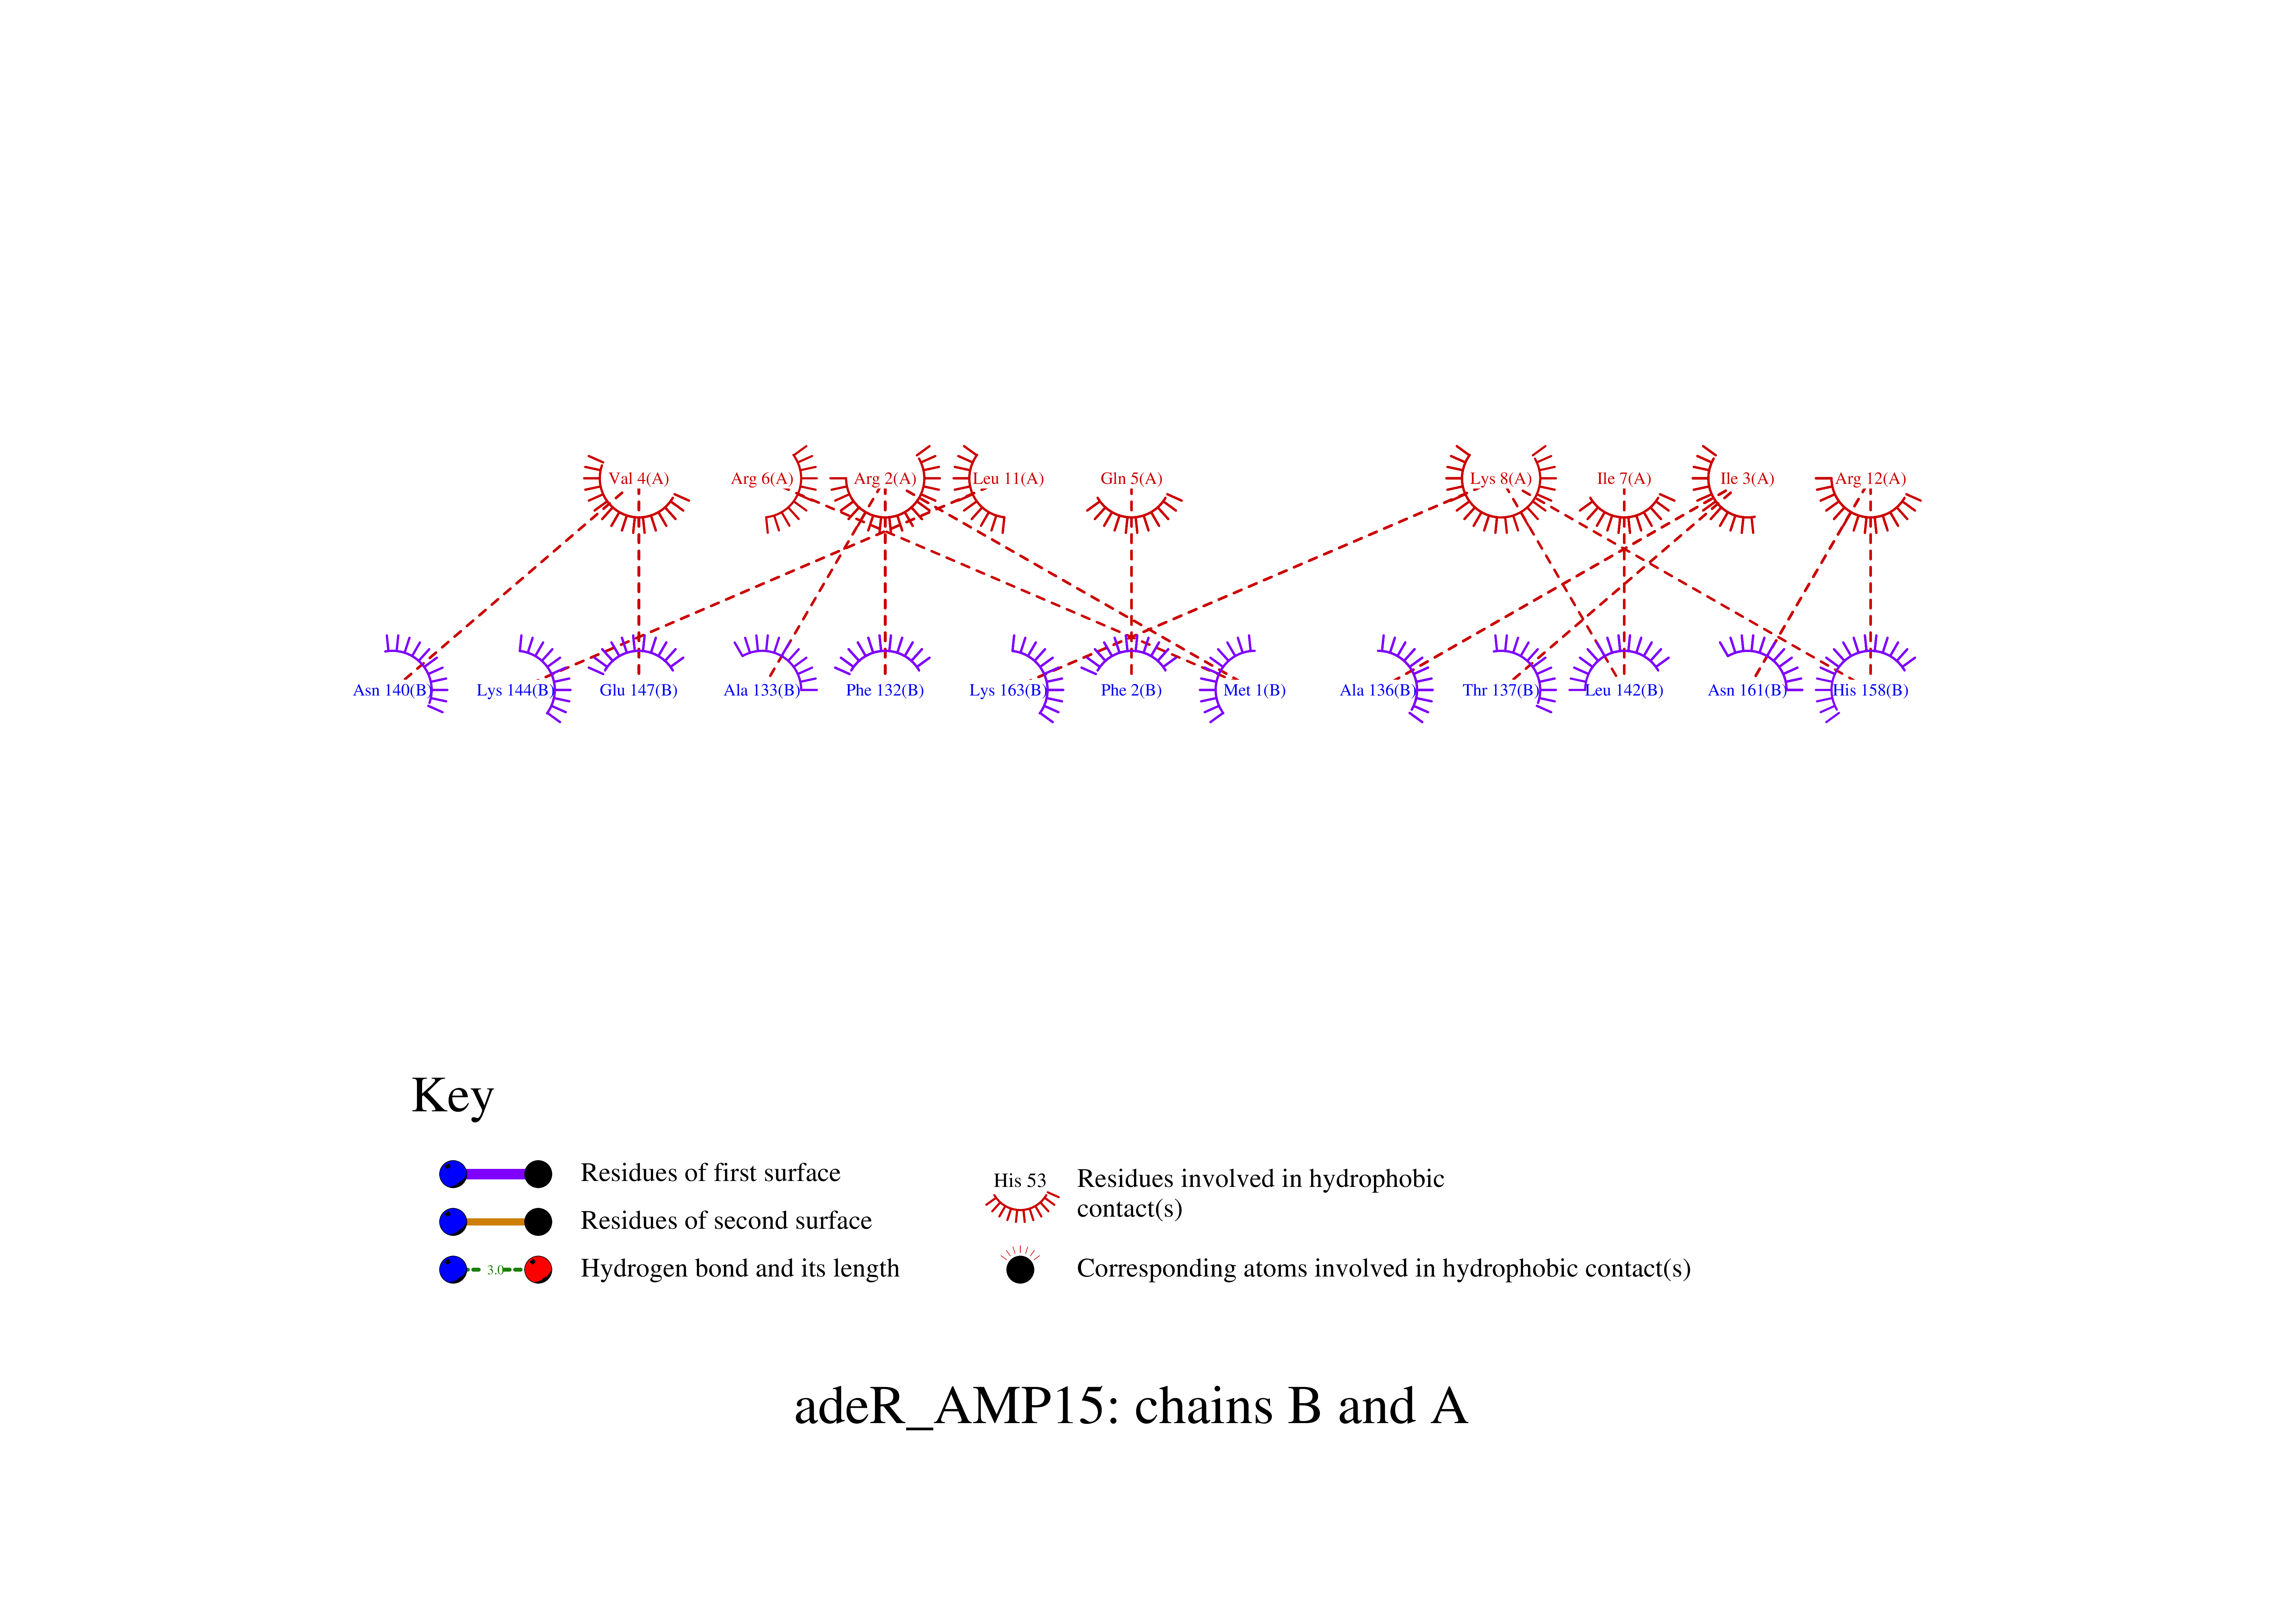 Val 4(A) Arg 6(A) Arg 2(A) Leu 11(A) Gln 5(A) Lys 8(A) Ile 7(A) Ile 3(A) Arg 12(A)
Asn 140(B) Lys 144(B) Glu 147(B) Ala 133(B) Phe 132(B) Lys 163(B) Phe 2(B) Met 1(B) Ala 136(B) Thr 137(B) Leu 142(B) Asn 161(B) His 158(B)
Key
Residues of first surface
Residues of second surface
3.0 Hydrogen bond and its length
His 53 Residues involved in hydrophobic
contact(s)
Corresponding atoms involved in hydrophobic contact(s)
adeR_AMP15: chains B and A